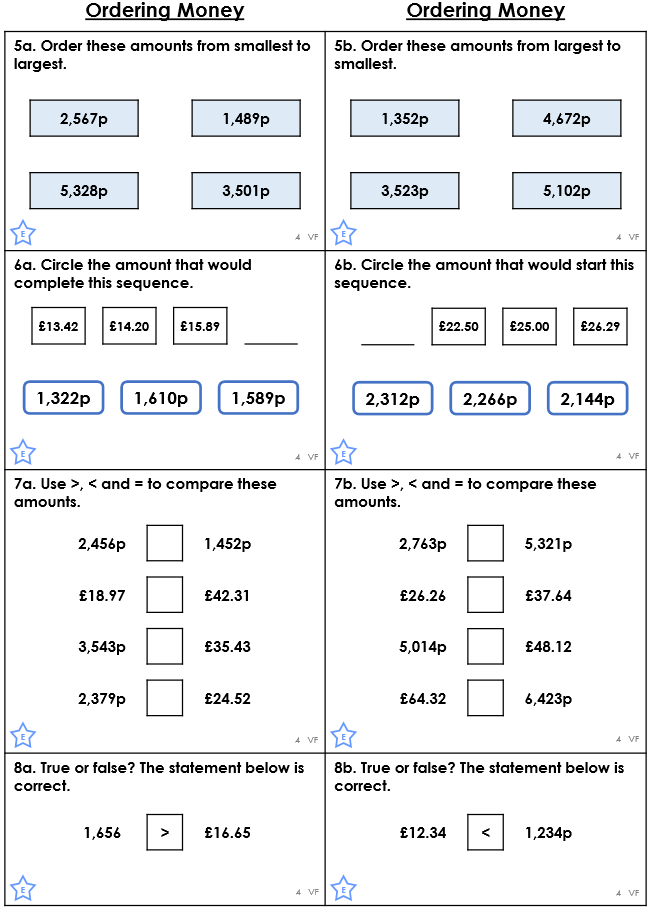 Ordering Money
Ordering Money
5a. Order these amounts from smallest to
largest.
2,567p 1,489p
5,328p 3,501p
E
4 VF
5b. Order these amounts from largest to
smallest.
1,352p 4,672p
3,523p 5,102p
E
4 VF
6a. Circle the amount that would
complete this sequence.
£13.42 £14.20 £15.89 ______
1,322p 1,610p 1,589p
E
4 VF
6b. Circle the amount that would start this
sequence.
______ £22.50 £25.00 £26.29
2,312p 2,266p 2,144p
E
4 VF
7a. Use >, < and = to compare these
amounts.
2,456p 1,452p
£18.97 £42.31
3,543p £35.43
2,379p £24.52
E
4 VF
7b. Use >, < and = to compare these
amounts.
2,763p 5,321p
£26.26 £37.64
5,014p £48.12
£64.32 6,423p
E
4 VF
8a. True or false? The statement below is
correct.
1,656 > £16.65
E
4 VF
8b. True or false? The statement below is
correct.
£12.34 < 1,234p
E
4 VF